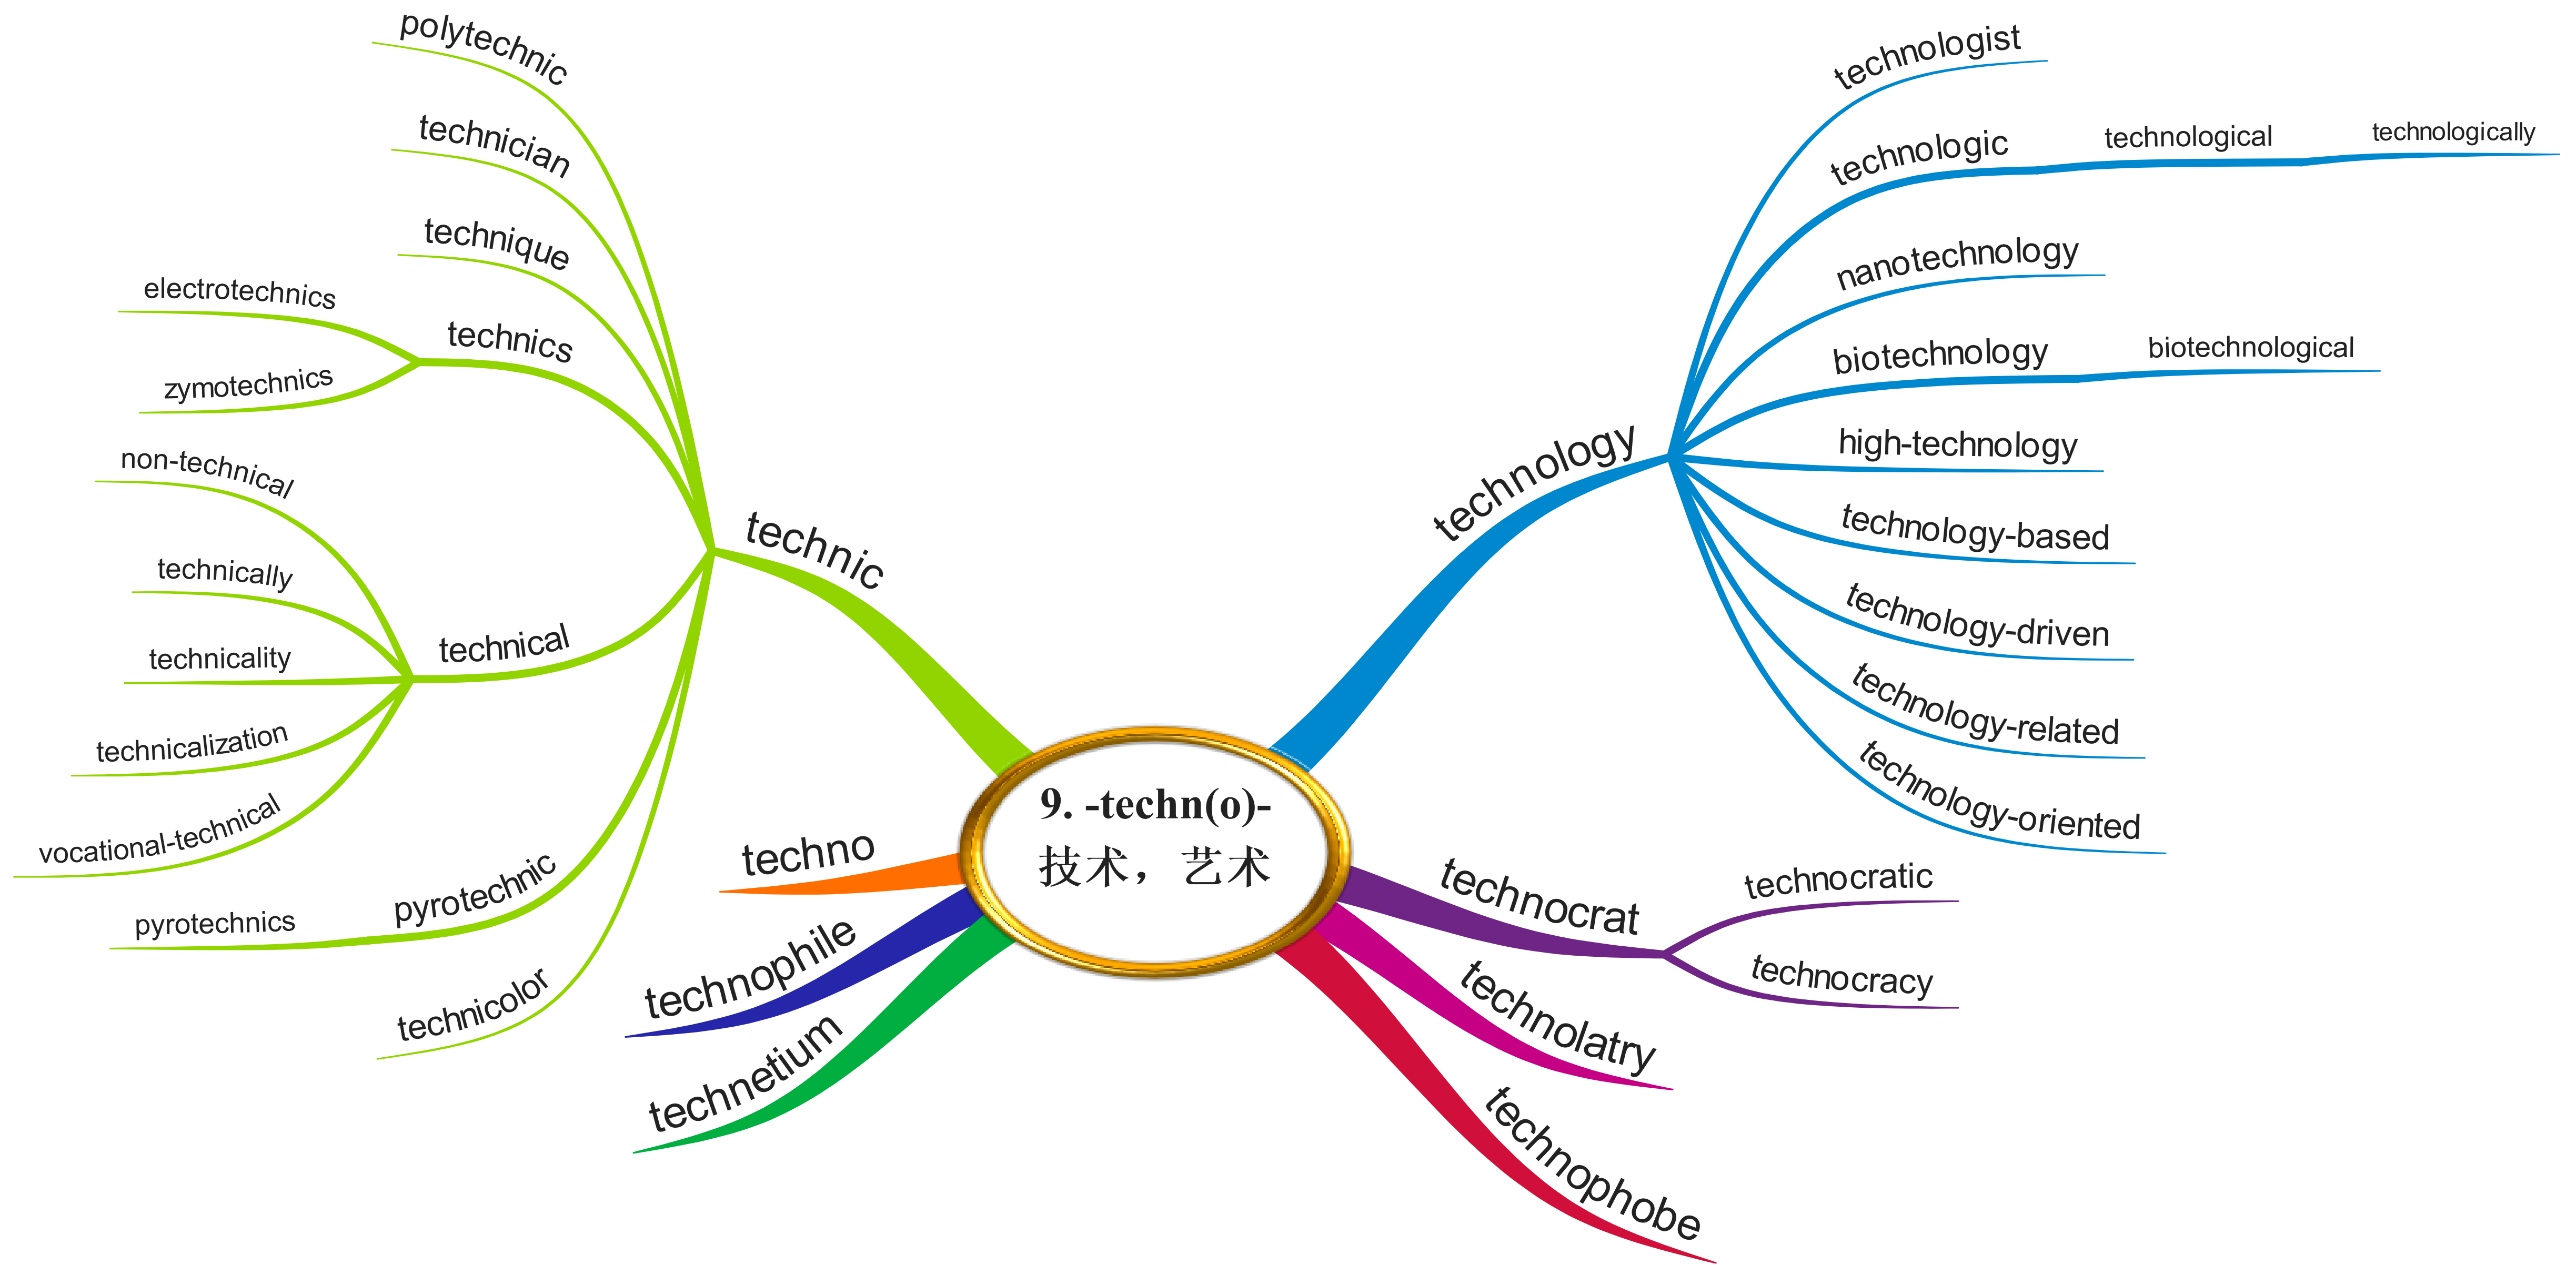 9. -techn(o)-
技术，艺术
technology
technologist
technologic
technological
technologically
nanotechnology
biotechnology
biotechnological
high-technology
technology-based
technology-driven
technology-related
technology-oriented
technocrat
technocratic
technocracy
technolatry
technophobe
technic
polytechnic
technician
technique
technics
electrotechnics
zymotechnics
technical
non-technical
technically
technicality
technicalization
vocational-technical
pyrotechnic
pyrotechnics
technicolor
techno
technophile
technetium